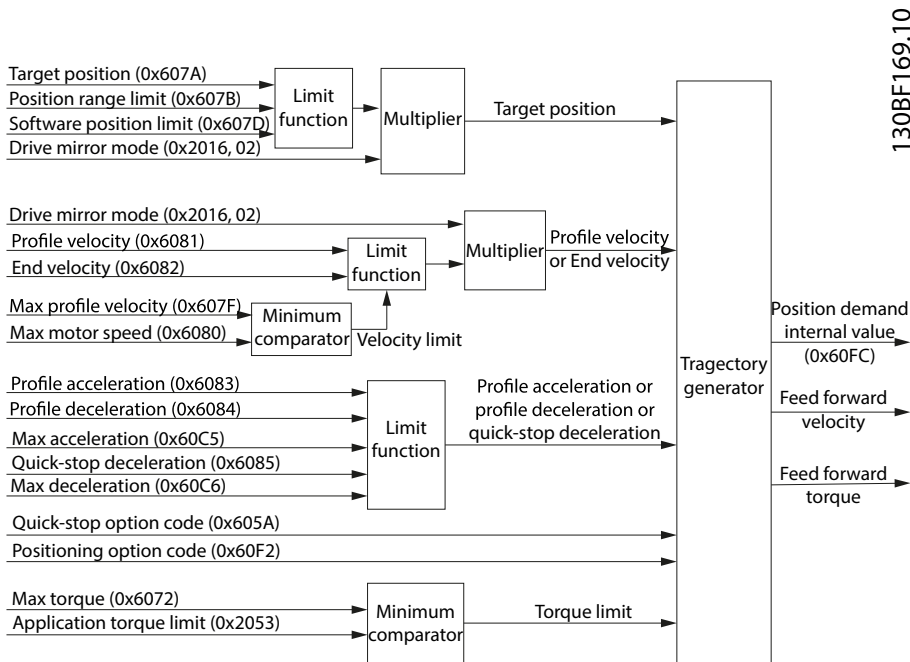 130BF169.10
Target position (0x607A)
Position range limit (0x607B)
Software position limit (0x607D)
Drive mirror mode (0x2016, 02)
Limit
function
Multiplier
Target position
Drive mirror mode (0x2016, 02)
Profile velocity (0x6081)
End velocity (0x6082)
Limit
function
Multiplier
Profile velocity
or End velocity
Max profile velocity (0x607F)
Max motor speed (0x6080)
Minimum
comparator
Velocity limit
Profile acceleration (0x6083)
Profile deceleration (0x6084)
Max acceleration (0x60C5)
Quick-stop deceleration (0x6085)
Max deceleration (0x60C6)
Limit
function
Profile acceleration or
profile deceleration or
quick-stop deceleration
Quick-stop option code (0x605A)
Positioning option code (0x60F2)
Max torque (0x6072)
Application torque limit (0x2053)
Minimum
comparator
Torque limit
Tragectory
generator
Position demand
internal value
(0x60FC)
Feed forward
velocity
Feed forward
torque